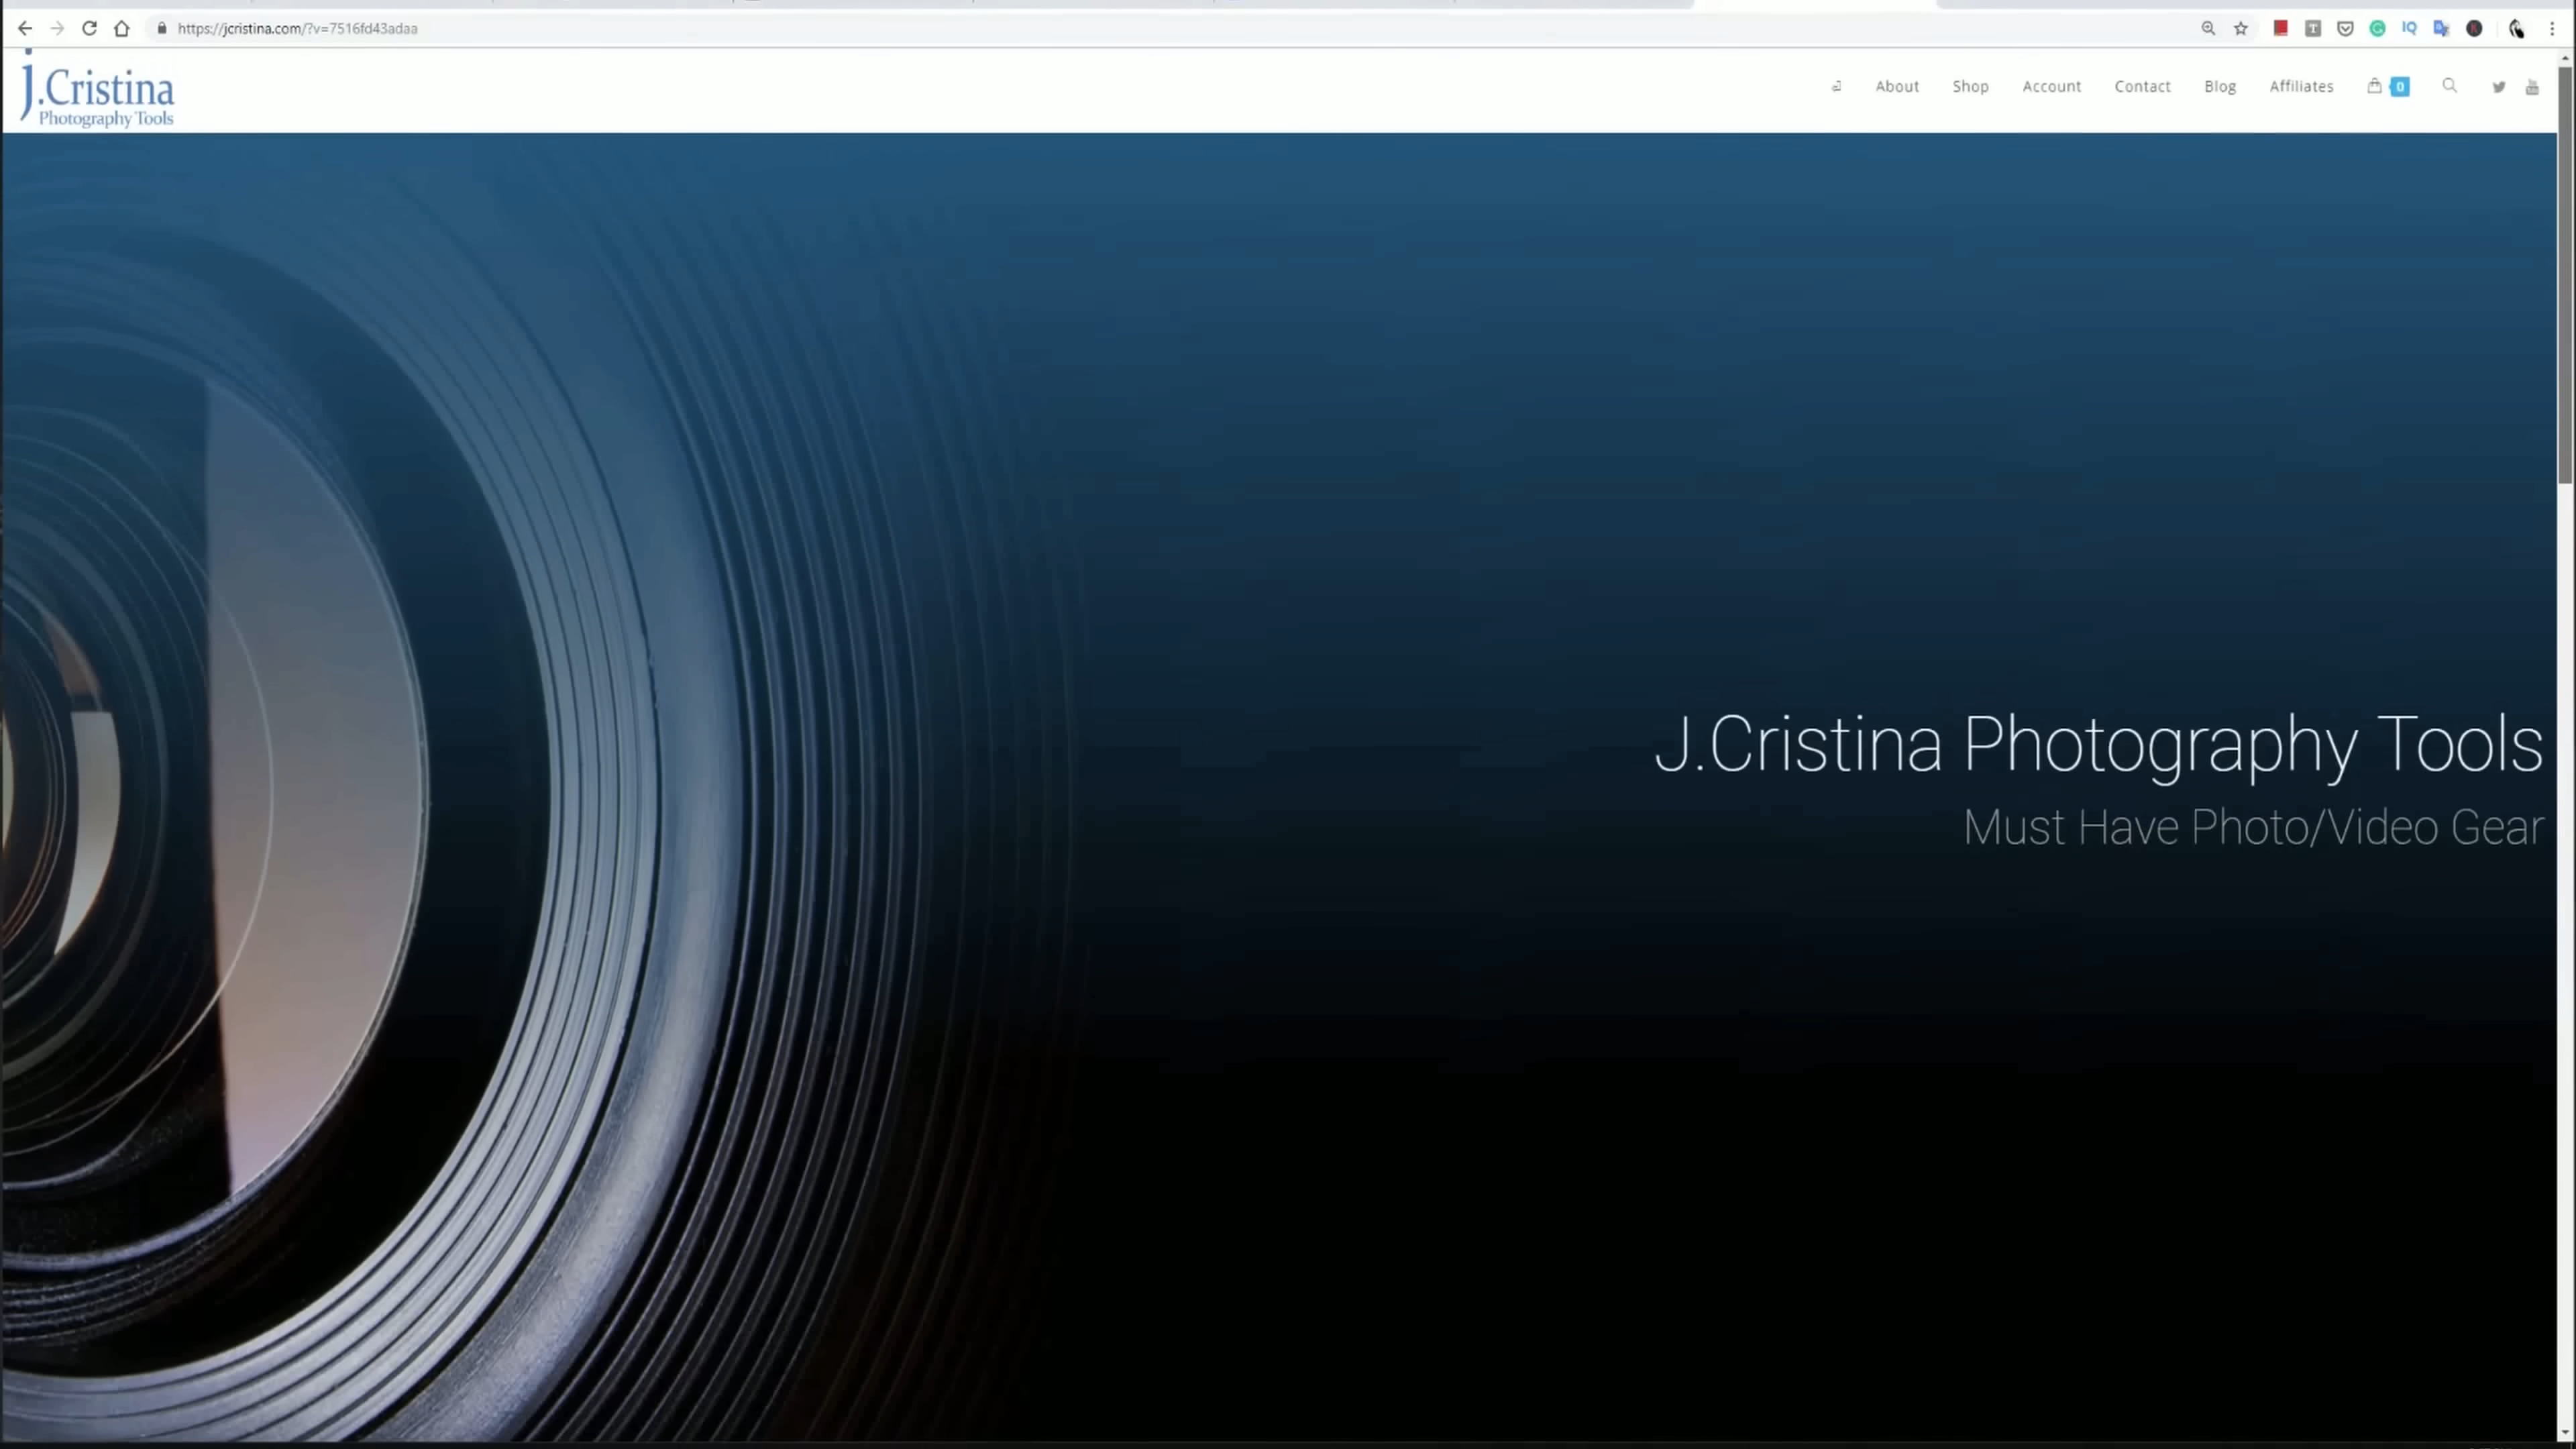 https://jcristina.com/?v=7516fd43adaa
J.Cristina
Photography Tools
About
Shop
Account
Contact
Blog
Affiliates
0
J.Cristina Photography Tools
Must Have Photo/Video Gear